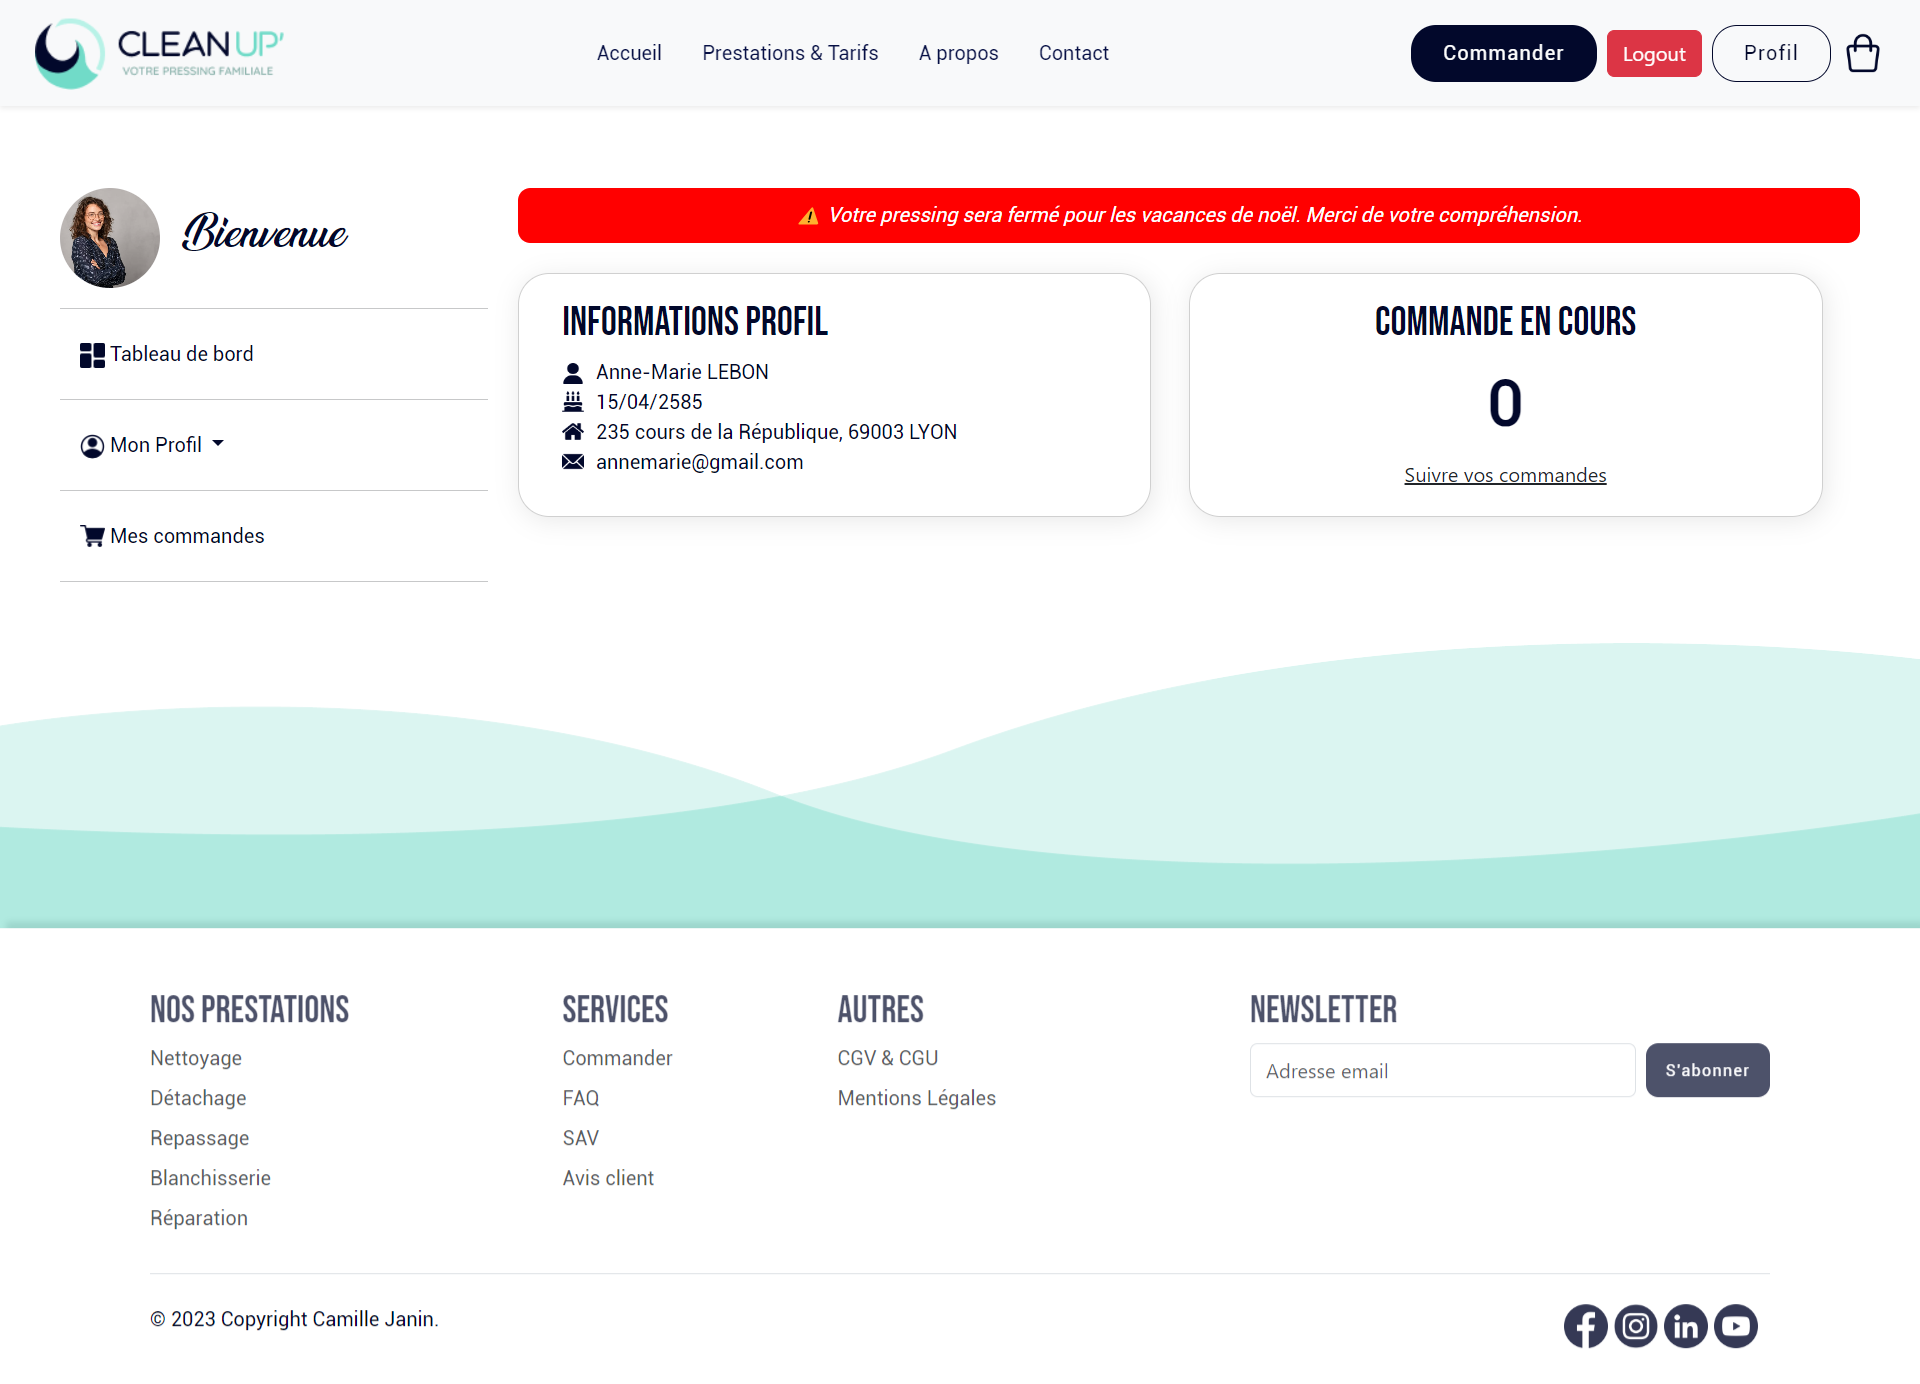 CLEAN UP'
VOTRE PRESSING FAMILIALE
Accueil
Prestations & Tarifs
A propos
Contact
Commander
Logout
Profil
Bienvenue
Tableau de bord
Mon Profil
Mes commandes
⚠️ Votre pressing sera fermé pour les vacances de noël. Merci de votre compréhension.
INFORMATIONS PROFIL
Anne-Marie LEBON
15/04/2585
235 cours de la République, 69003 LYON
annemarie@gmail.com
COMMANDE EN COURS
0
Suivre vos commandes
NOS PRESTATIONS
Nettoyage
Détachage
Repassage
Blanchisserie
Réparation
SERVICES
Commander
FAQ
SAV
Avis client
AUTRES
CGV & CGU
Mentions Légales
NEWSLETTER
Adresse email
S'abonner
© 2023 Copyright Camille Janin.